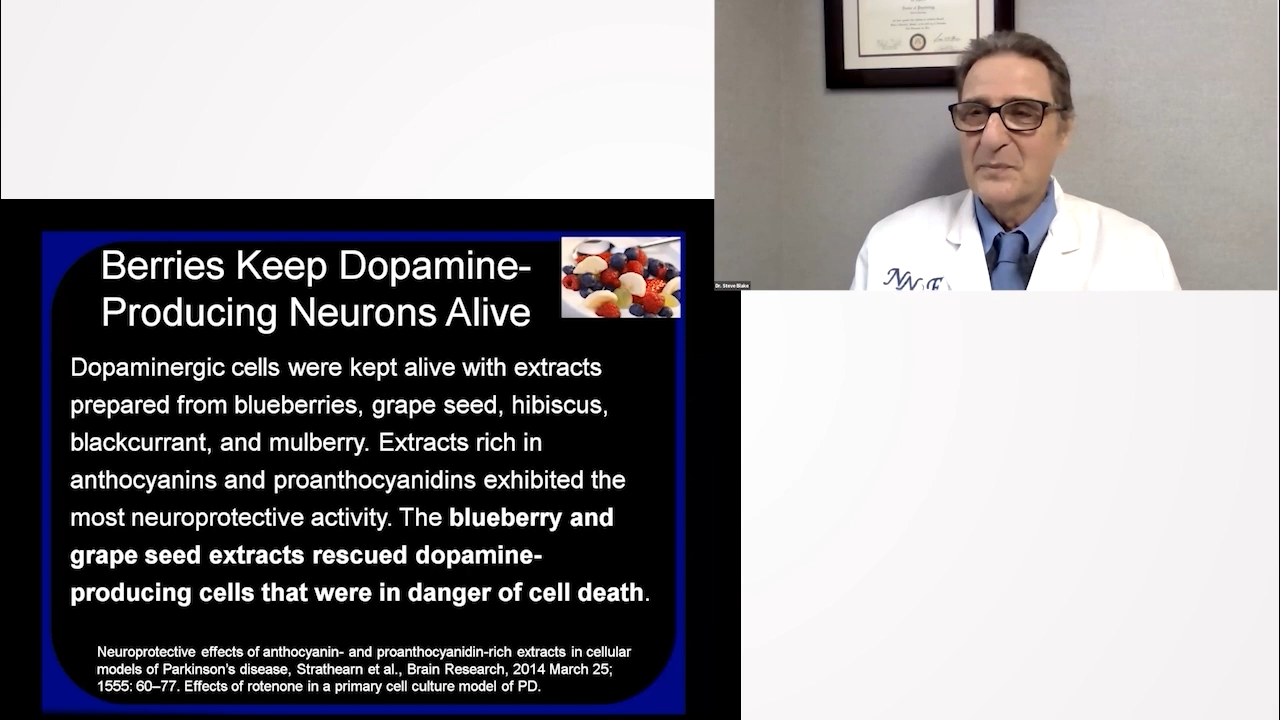 Berries Keep Dopamine-
Producing Neurons Alive
Dopaminergic cells were kept alive with extracts
prepared from blueberries, grape seed, hibiscus,
blackcurrant, and mulberry. Extracts rich in
anthocyanins and proanthocyanidins exhibited the
most neuroprotective activity. The blueberry and
grape seed extracts rescued dopamine-
producing cells that were in danger of cell death.
Neuroprotective effects of anthocyanin- and proanthocyanidin-rich extracts in cellular
models of Parkinson's disease, Strathearn et al., Brain Research, 2014 March 25;
1555: 60–77. Effects of rotenone in a primary cell culture model of PD.
Dr. Steve Blake